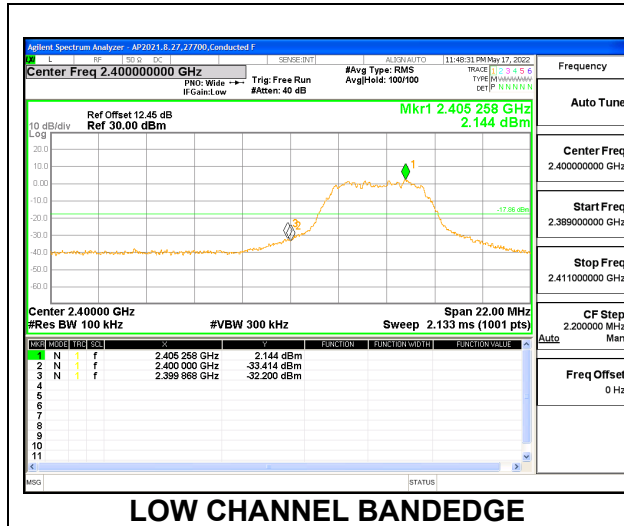 Agilent Spectrum Analyzer - AP2021.8.27,27700,Conducted F
L RF 50 Ω DC SENSE:INT ALIGN AUTO 11:48:31 PM May 17, 2022
Center Freq 2.400000000 GHz
PNO: Wide
IFGain:Low
Trig: Free Run
#Atten: 40 dB
#Avg Type: RMS
Avg|Hold: 100/100
TRACE 1 2 3 4 5 6
TYPE M
DET P N N N N N
Ref Offset 12.45 dB
10 dB/div Ref 30.00 dBm
Log
Mkr1 2.405 258 GHz
2.144 dBm
20.0
10.0
0.00
-10.0
-20.0
-30.0
-40.0
-50.0
-60.0
1
-17.86 dBm
Center 2.40000 GHz Span 22.00 MHz
#Res BW 100 kHz #VBW 300 kHz Sweep 2.133 ms (1001 pts)
MKR MODE TRC SCL X Y FUNCTION FUNCTION WIDTH FUNCTION VALUE
1 N 1 f 2.405 258 GHz 2.144 dBm
2 N 1 f 2.400 000 GHz -33.414 dBm
3 N 1 f 2.399 868 GHz -32.200 dBm
4
5
6
7
8
9
10
11
MSG STATUS
Frequency
Auto Tune
Center Freq
2.400000000 GHz
Start Freq
2.389000000 GHz
Stop Freq
2.411000000 GHz
CF Step
2.200000 MHz
Auto Man
Freq Offset
0 Hz
LOW CHANNEL BANDEDGE